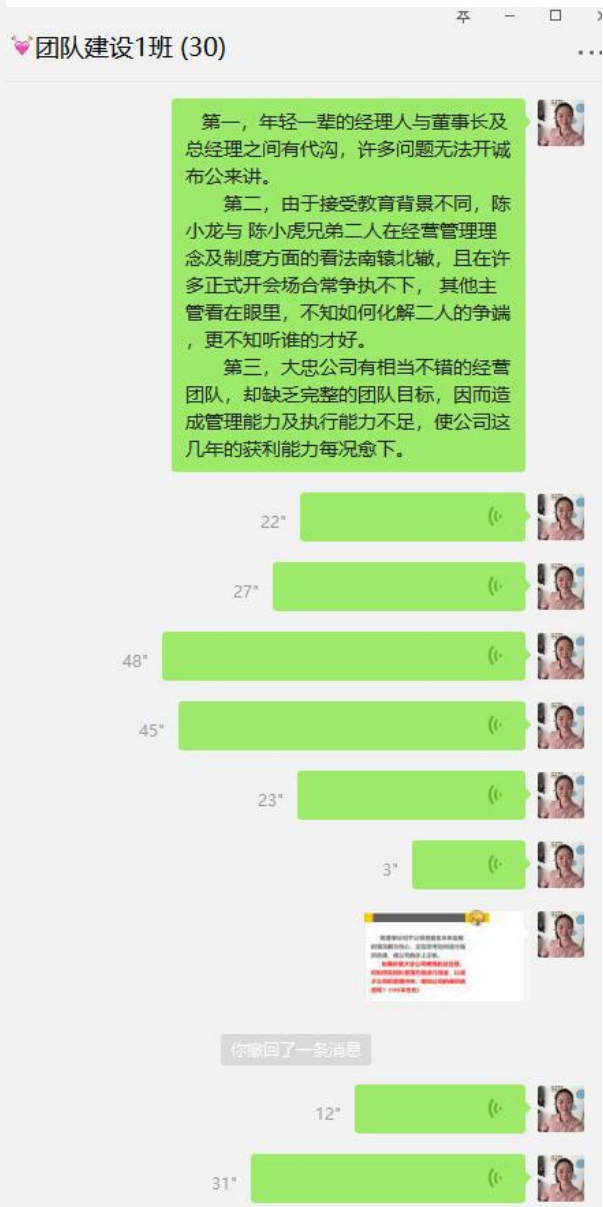 💓团队建设1班 (30)
第一，年轻一辈的经理人与董事长及
总经理之间有代沟，许多问题无法开诚
布公来讲。
第二，由于接受教育背景不同，陈
小龙与 陈小虎兄弟二人在经营管理理
念及制度方面的看法南辕北辙，且在许
多正式开会场合常争执不下， 其他主
管看在眼里，不知如何化解二人的争端
，更不知听谁的才好。
第三，大忠公司有相当不错的经营
团队，却缺乏完整的团队目标，因而造
成管理能力及执行能力不足，使公司这
几年的获利能力每况愈下。
22"
27"
48"
45"
23"
3"
你撤回了一条消息
12"
31"